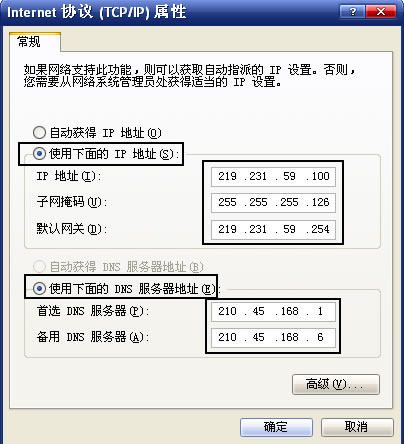 Internet 协议 (TCP/IP) 属性
常规
如果网络支持此功能，则可以获取自动指派的 IP 设置。否则，
您需要从网络系统管理员处获得适当的 IP 设置。
自动获得 IP 地址(O)
使用下面的 IP 地址(S):
IP 地址(I): 219 .231 .59 .100
子网掩码(U): 255 .255 .255 .126
默认网关(D): 219 .231 .59 .254
自动获得 DNS 服务器地址(B)
使用下面的 DNS 服务器地址(E):
首选 DNS 服务器(P): 210 . 45 .168 . 1
备用 DNS 服务器(A): 210 . 45 .168 . 6
高级(V)...
确定 取消